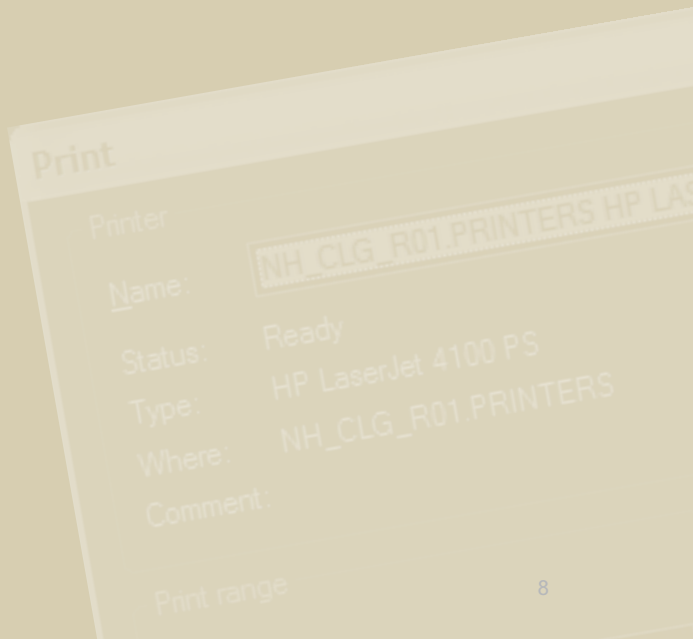 Print
Printer
Name: NH_CLG_R01.PRINTERS HP LAS
Status: Ready
Type: HP LaserJet 4100 PS
Where: NH_CLG_R01.PRINTERS
Comment:
Print range
8